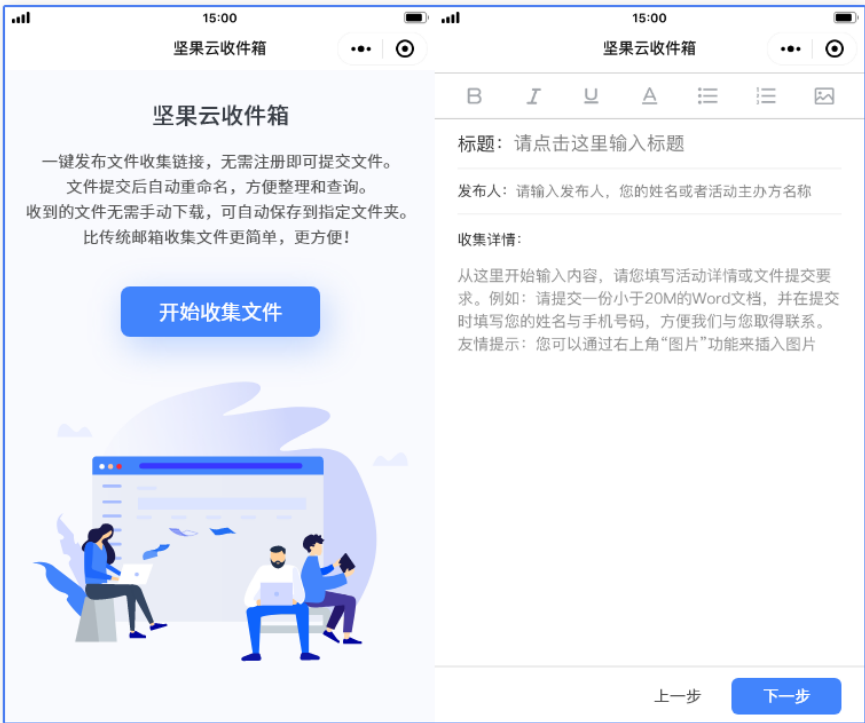 15:00
坚果云收件箱
坚果云收件箱
一键发布文件收集链接，无需注册即可提交文件。
文件提交后自动重命名，方便整理和查询。
收到的文件无需手动下载，可自动保存到指定文件夹。
比传统邮箱收集文件更简单，更方便！
开始收集文件
15:00
坚果云收件箱
B I U A
标题：请点击这里输入标题
发布人：请输入发布人，您的姓名或者活动主办方名称
收集详情：
从这里开始输入内容，请您填写活动详情或文件提交要
求。例如：请提交一份小于20M的Word文档，并在提交
时填写您的姓名与手机号码，方便我们与您取得联系。
友情提示：您可以通过右上角“图片”功能来插入图片
上一步 下一步